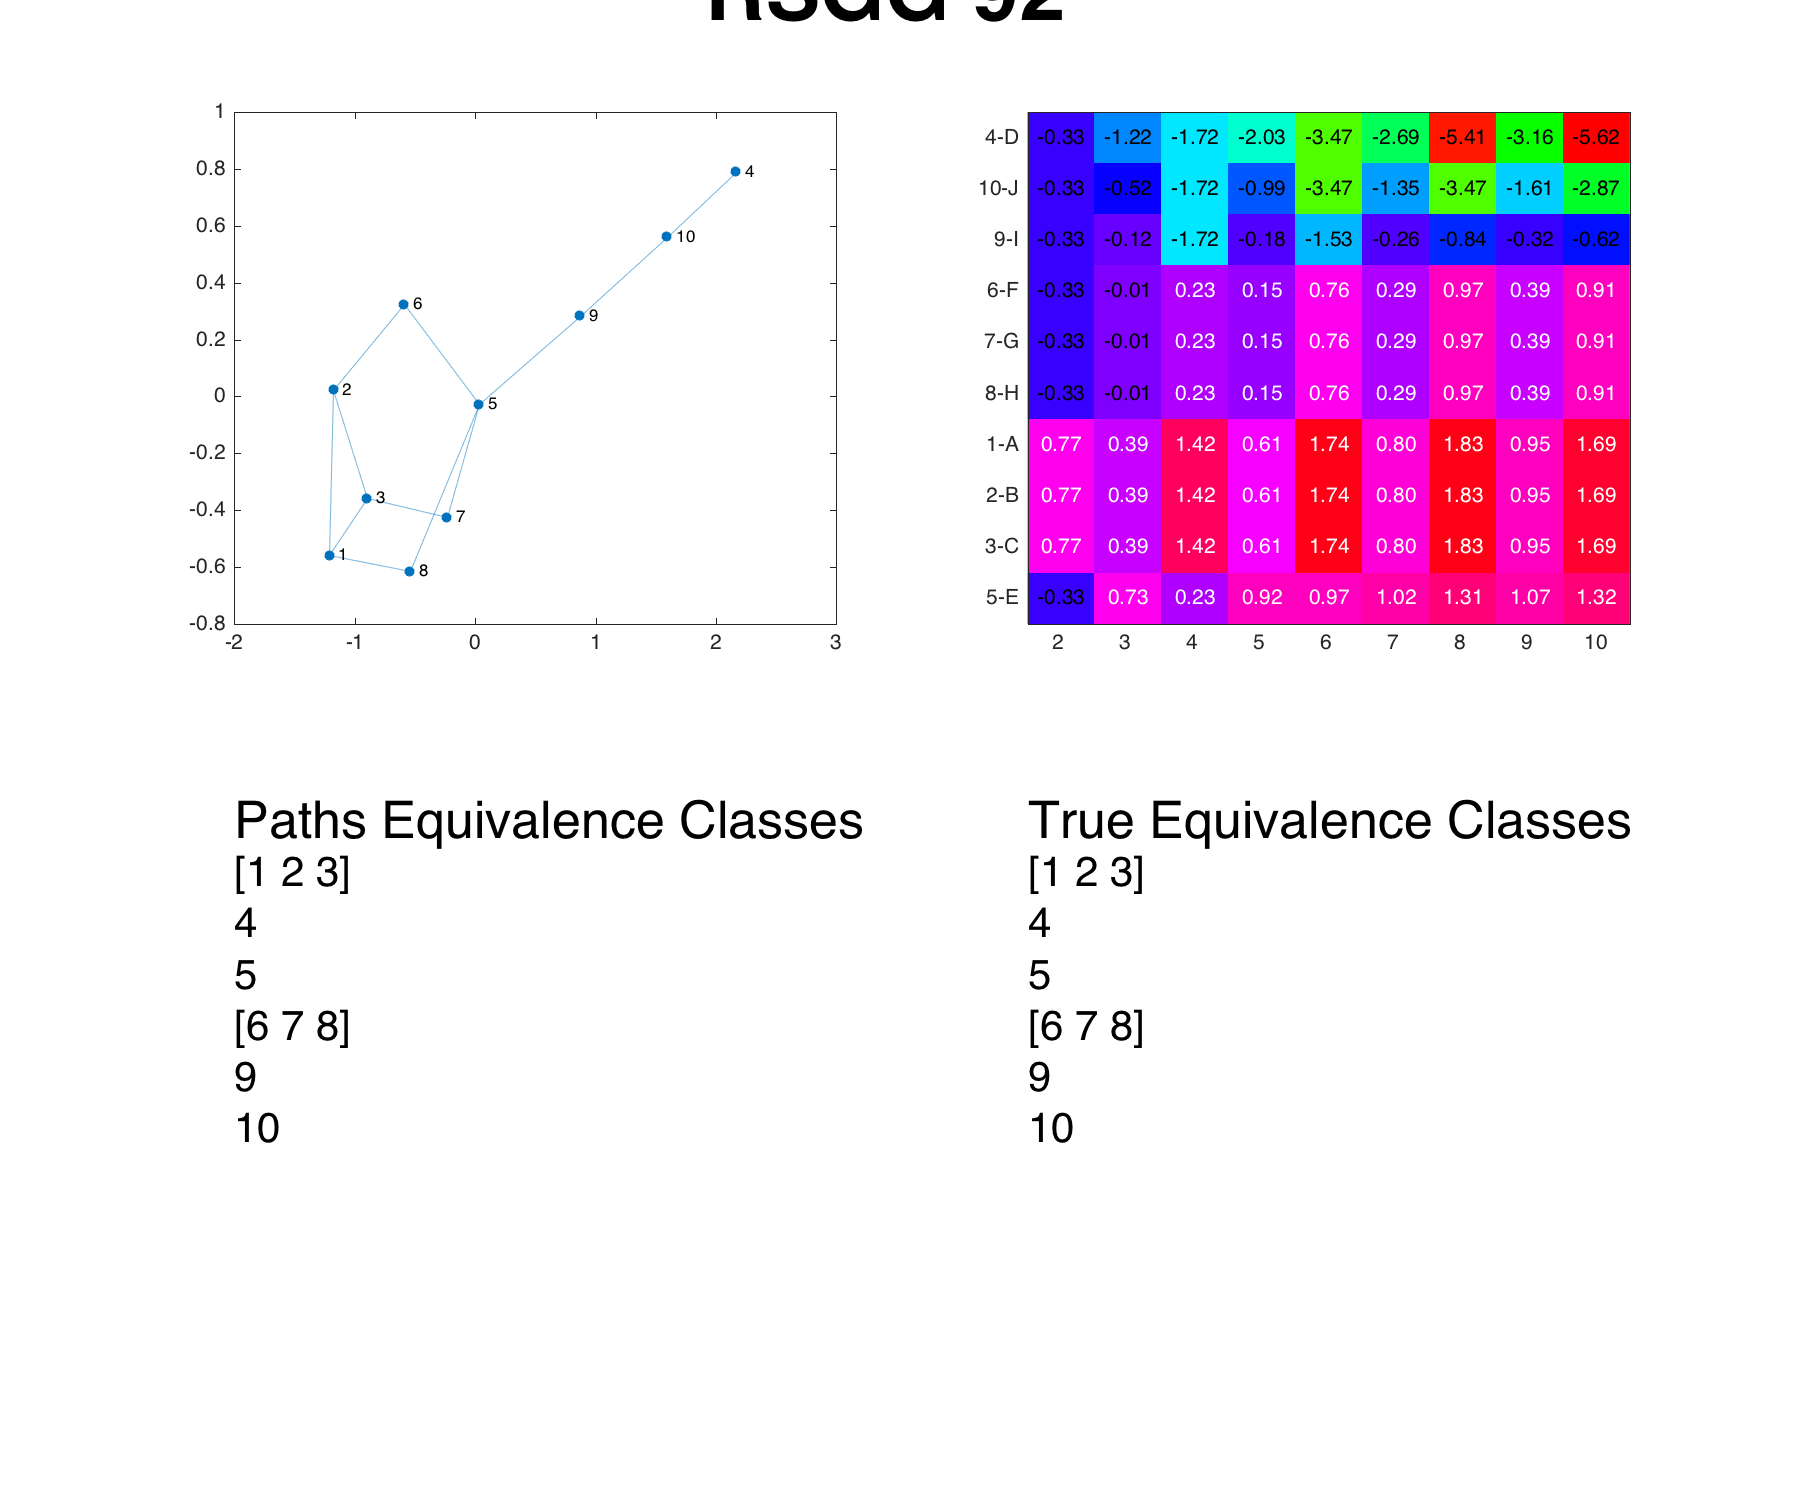 RSGG 92
1
0.8
0.6
0.4
0.2
0
-0.2
-0.4
-0.6
-0.8
-2 -1 0 1 2 3
4
10
9
6
2
5
3
7
1
8
4-D -0.33 -1.22 -1.72 -2.03 -3.47 -2.69 -5.41 -3.16 -5.62
10-J -0.33 -0.52 -1.72 -0.99 -3.47 -1.35 -3.47 -1.61 -2.87
9-I -0.33 -0.12 -1.72 -0.18 -1.53 -0.26 -0.84 -0.32 -0.62
6-F -0.33 -0.01 0.23 0.15 0.76 0.29 0.97 0.39 0.91
7-G -0.33 -0.01 0.23 0.15 0.76 0.29 0.97 0.39 0.91
8-H -0.33 -0.01 0.23 0.15 0.76 0.29 0.97 0.39 0.91
1-A 0.77 0.39 1.42 0.61 1.74 0.80 1.83 0.95 1.69
2-B 0.77 0.39 1.42 0.61 1.74 0.80 1.83 0.95 1.69
3-C 0.77 0.39 1.42 0.61 1.74 0.80 1.83 0.95 1.69
5-E -0.33 0.73 0.23 0.92 0.97 1.02 1.31 1.07 1.32
2 3 4 5 6 7 8 9 10
Paths Equivalence Classes
[1 2 3]
4
5
[6 7 8]
9
10
True Equivalence Classes
[1 2 3]
4
5
[6 7 8]
9
10